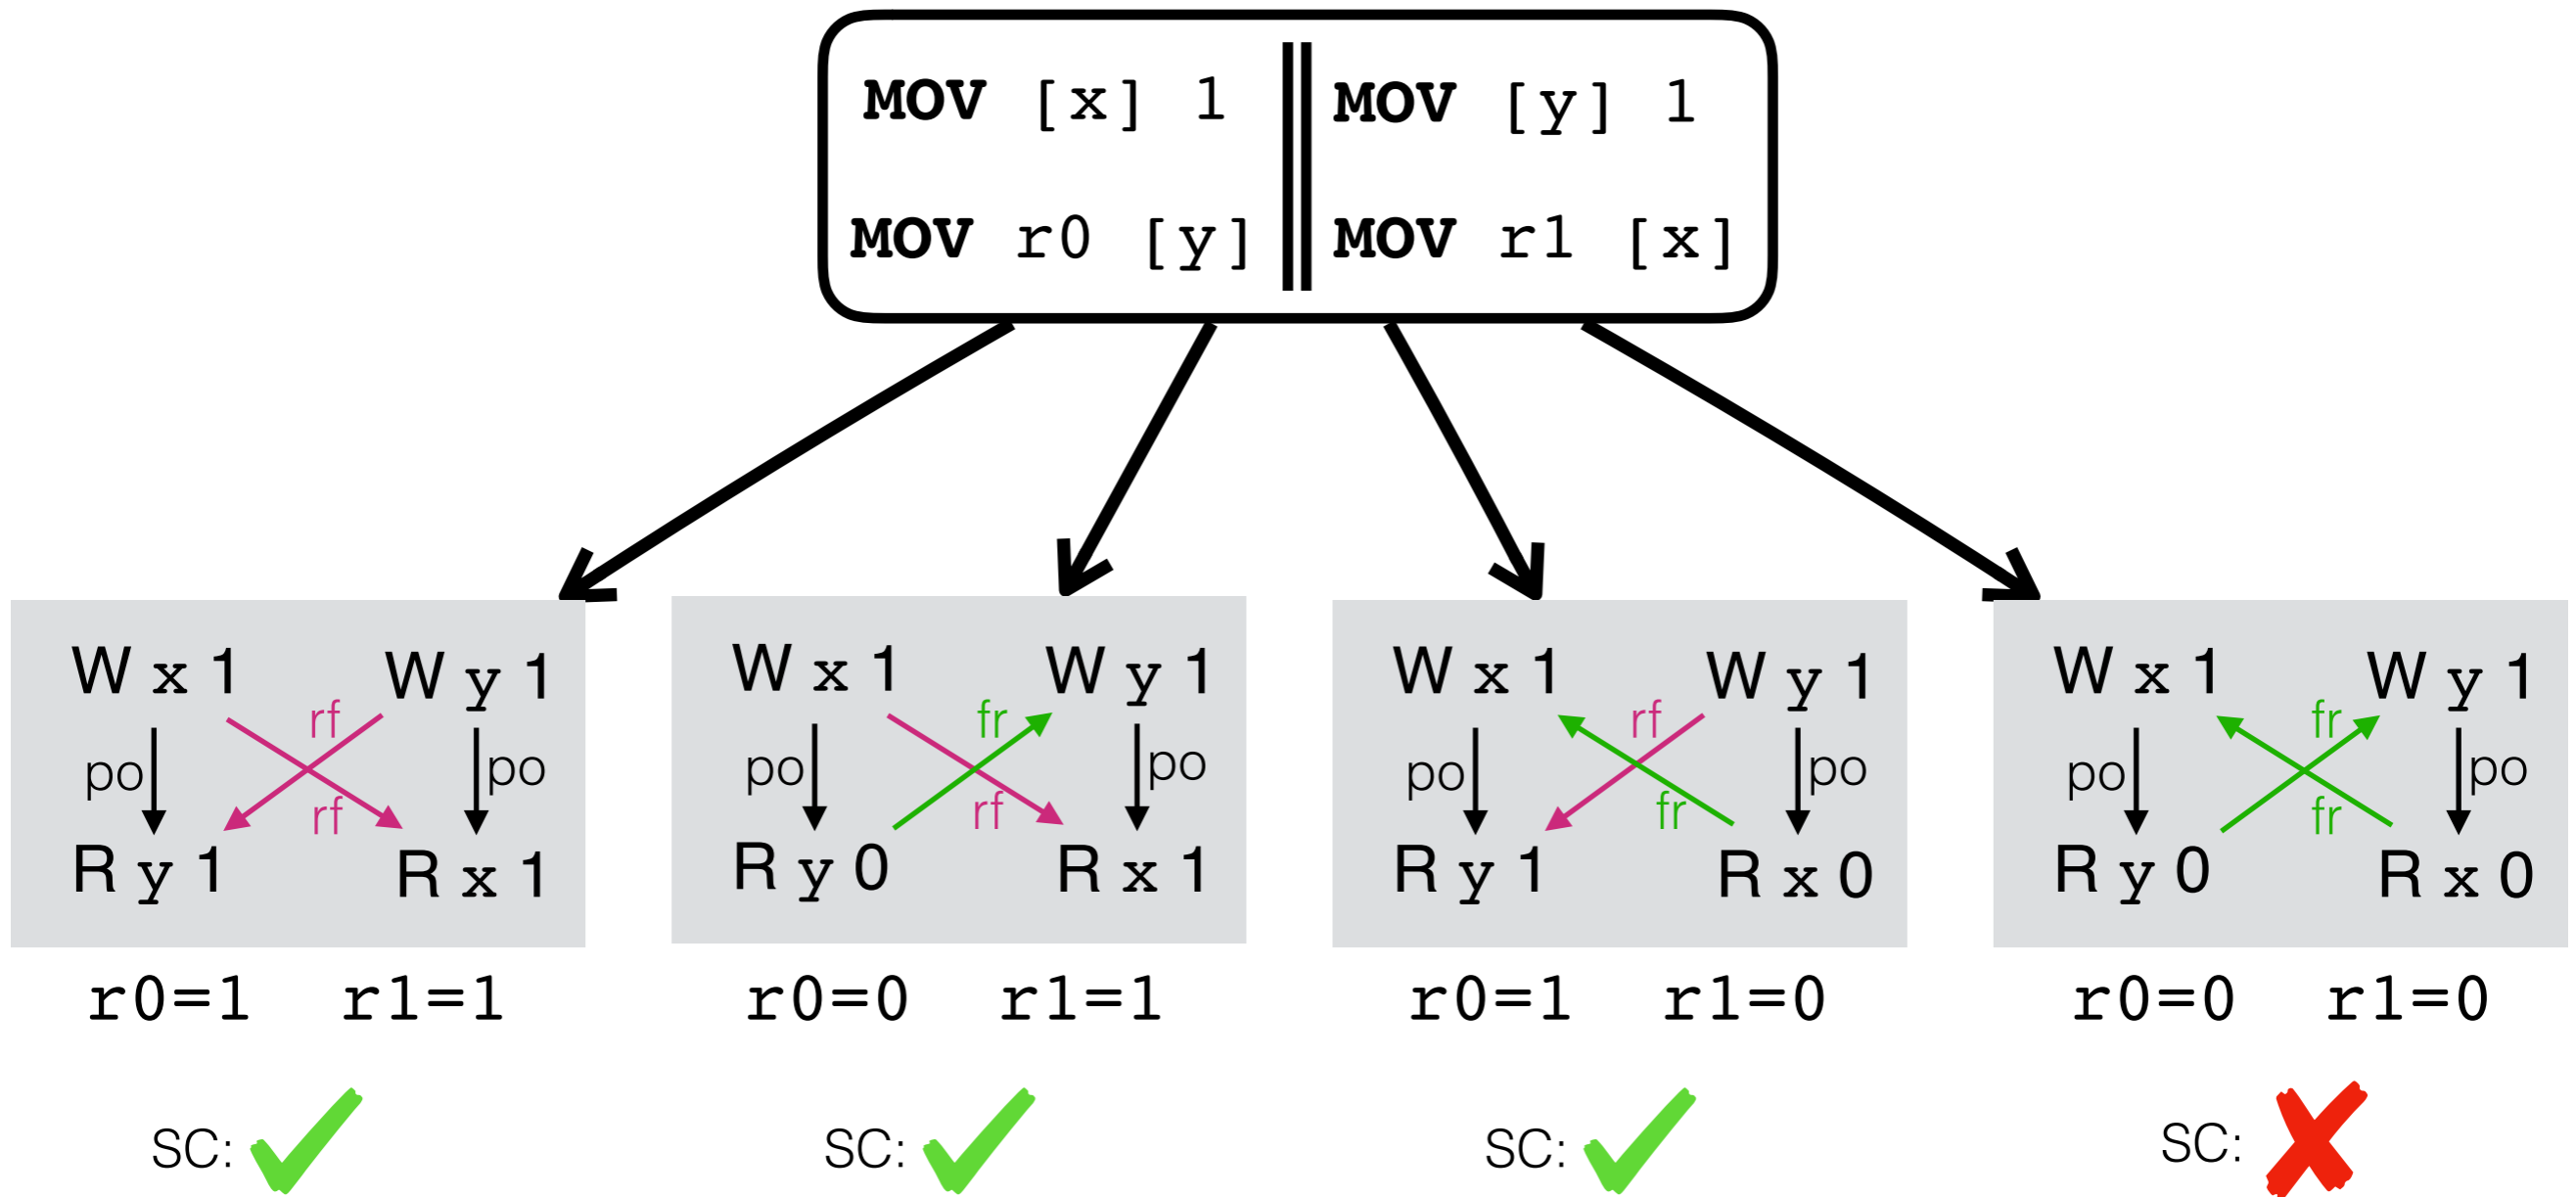 MOV [x] 1 MOV [y] 1
MOV r0 [y] MOV r1 [x]
W x 1 W y 1
rf
po po
rf
R y 1 R x 1
r0=1 r1=1
SC:
W x 1 W y 1
fr
po po
rf
R y 0 R x 1
r0=0 r1=1
SC:
W x 1 W y 1
rf
po po
fr
R y 1 R x 0
r0=1 r1=0
SC:
W x 1 W y 1
fr
po po
fr
R y 0 R x 0
r0=0 r1=0
SC: